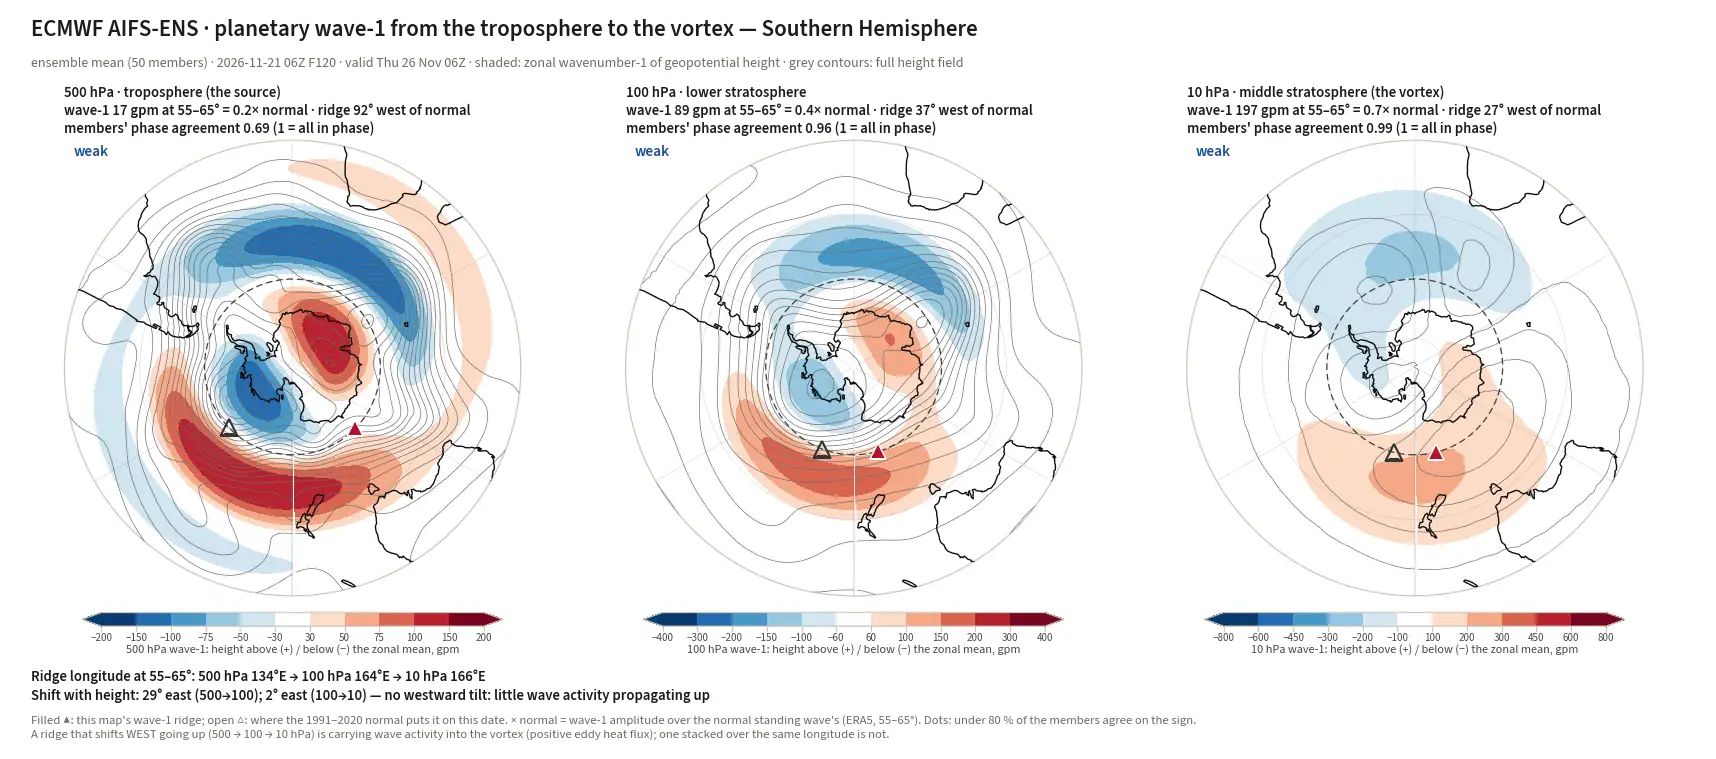 ECMWF AIFS-ENS · planetary wave-1 from the troposphere to the vortex — Southern Hemisphere
ensemble mean (50 members) · 2026-11-21 06Z F120 · valid Thu 26 Nov 06Z · shaded: zonal wavenumber-1 of geopotential height · grey contours: full height field
500 hPa · troposphere (the source)
wave-1 17 gpm at 55–65° = 0.2× normal · ridge 92° west of normal
members' phase agreement 0.69 (1 = all in phase)
weak
100 hPa · lower stratosphere
wave-1 89 gpm at 55–65° = 0.4× normal · ridge 37° west of normal
members' phase agreement 0.96 (1 = all in phase)
weak
10 hPa · middle stratosphere (the vortex)
wave-1 197 gpm at 55–65° = 0.7× normal · ridge 27° west of normal
members' phase agreement 0.99 (1 = all in phase)
weak
−200 −150 −100 −75 −50 −30 30 50 75 100 150 200
500 hPa wave-1: height above (+) / below (−) the zonal mean, gpm
−400 −300 −200 −150 −100 −60 60 100 150 200 300 400
100 hPa wave-1: height above (+) / below (−) the zonal mean, gpm
−800 −600 −450 −300 −200 −100 100 200 300 450 600 800
10 hPa wave-1: height above (+) / below (−) the zonal mean, gpm
Ridge longitude at 55–65°: 500 hPa 134°E → 100 hPa 164°E → 10 hPa 166°E
Shift with height: 29° east (500→100); 2° east (100→10) — no westward tilt: little wave activity propagating up
Filled ▲: this map's wave-1 ridge; open △: where the 1991–2020 normal puts it on this date. × normal = wave-1 amplitude over the normal standing wave's (ERA5, 55–65°). Dots: under 80 % of the members agree on the sign.
A ridge that shifts WEST going up (500 → 100 → 10 hPa) is carrying wave activity into the vortex (positive eddy heat flux); one stacked over the same longitude is not.